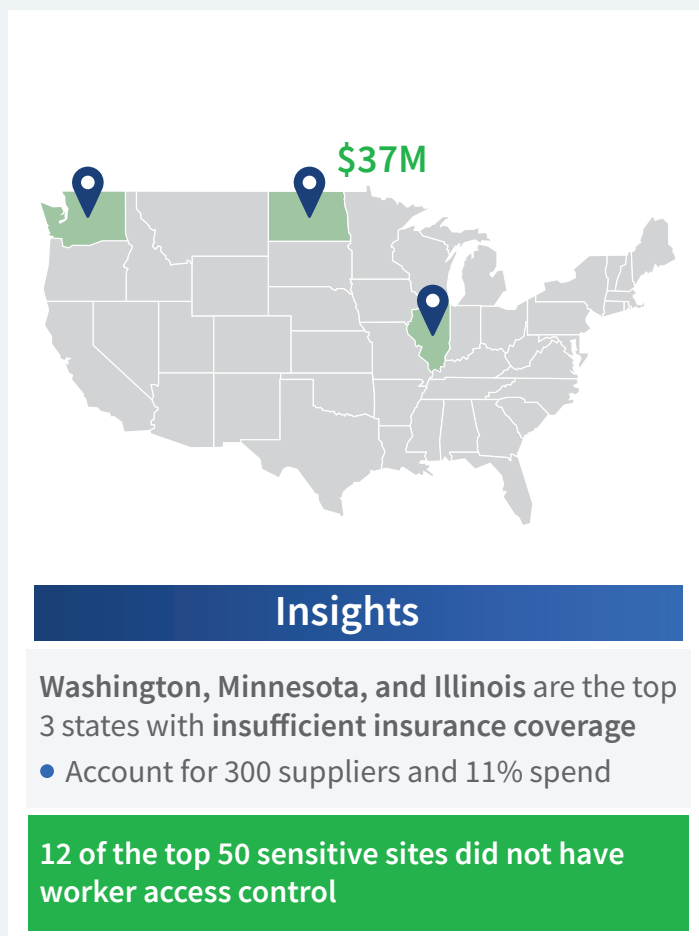 $37M
Insights
Washington, Minnesota, and Illinois are the top
3 states with insufficient insurance coverage
• Account for 300 suppliers and 11% spend
12 of the top 50 sensitive sites did not have
worker access control